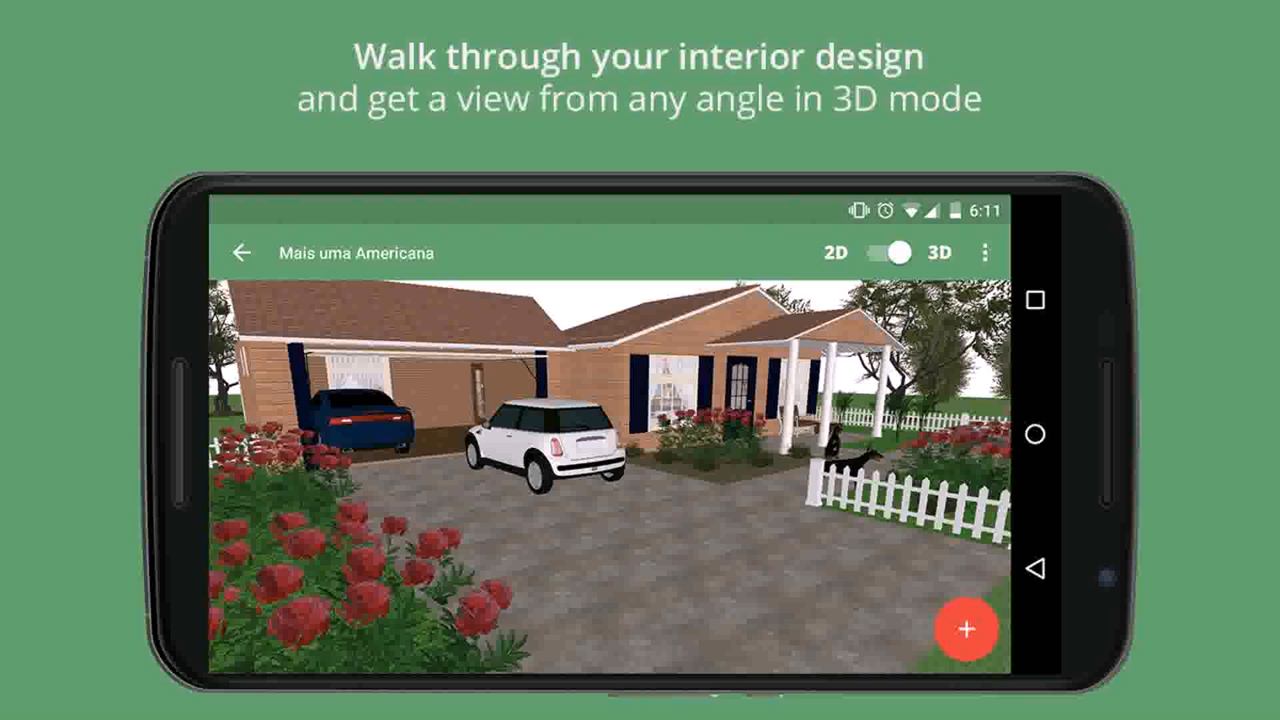 Walk through your interior design
and get a view from any angle in 3D mode
6:11
Mais uma Americana
2D 3D
+